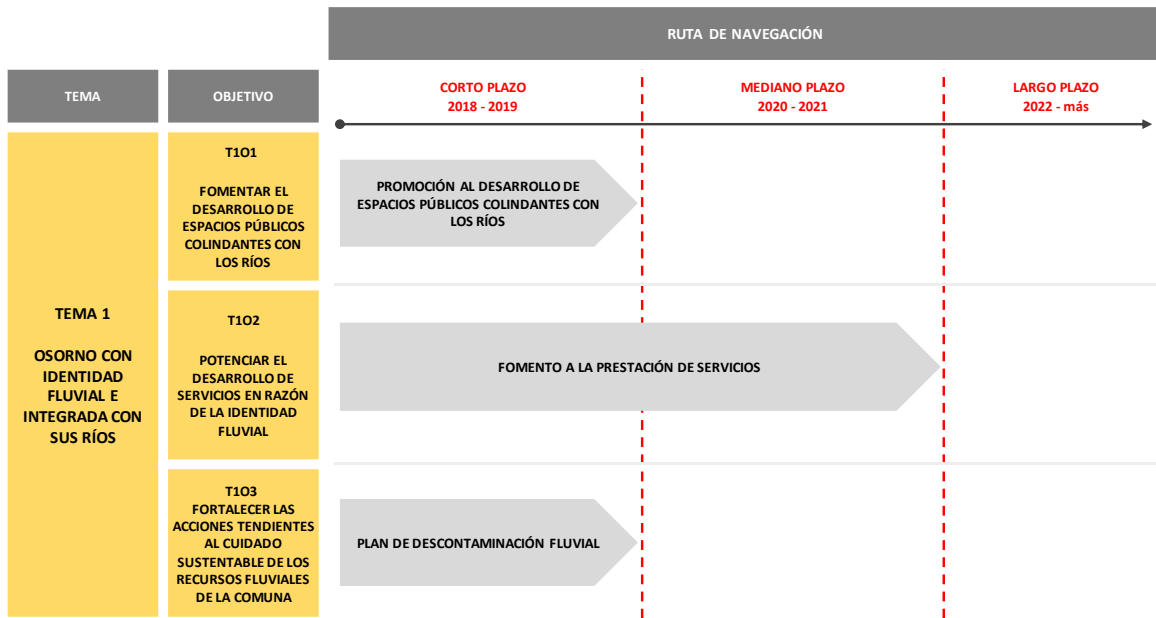 RUTA DE NAVEGACIÓN
TEMA
OBJETIVO
CORTO PLAZO
2018 - 2019
MEDIANO PLAZO
2020 - 2021
LARGO PLAZO
2022 - más
TEMA 1
OSORNO CON
IDENTIDAD
FLUVIAL E
INTEGRADA CON
SUS RÍOS
T1O1
FOMENTAR EL
DESARROLLO DE
ESPACIOS PÚBLICOS
COLINDANTES CON
LOS RÍOS
PROMOCIÓN AL DESARROLLO DE
ESPACIOS PÚBLICOS COLINDANTES CON
LOS RÍOS
T1O2
POTENCIAR EL
DESARROLLO DE
SERVICIOS EN RAZÓN
DE LA IDENTIDAD
FLUVIAL
FOMENTO A LA PRESTACIÓN DE SERVICIOS
T1O3
FORTALECER LAS
ACCIONES TENDIENTES
AL CUIDADO
SUSTENTABLE DE LOS
RECURSOS FLUVIALES
DE LA COMUNA
PLAN DE DESCONTAMINACIÓN FLUVIAL